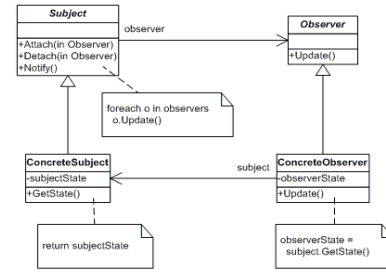 Subject
+Attach(in Observer)
+Detach(in Observer)
+Notify()
observer
Observer
+Update()
foreach o in observers
o.Update()
ConcreteSubject
-subjectState
+GetState()
subject
ConcreteObserver
-observerState
+Update()
return subjectState
observerState =
subject.GetState()